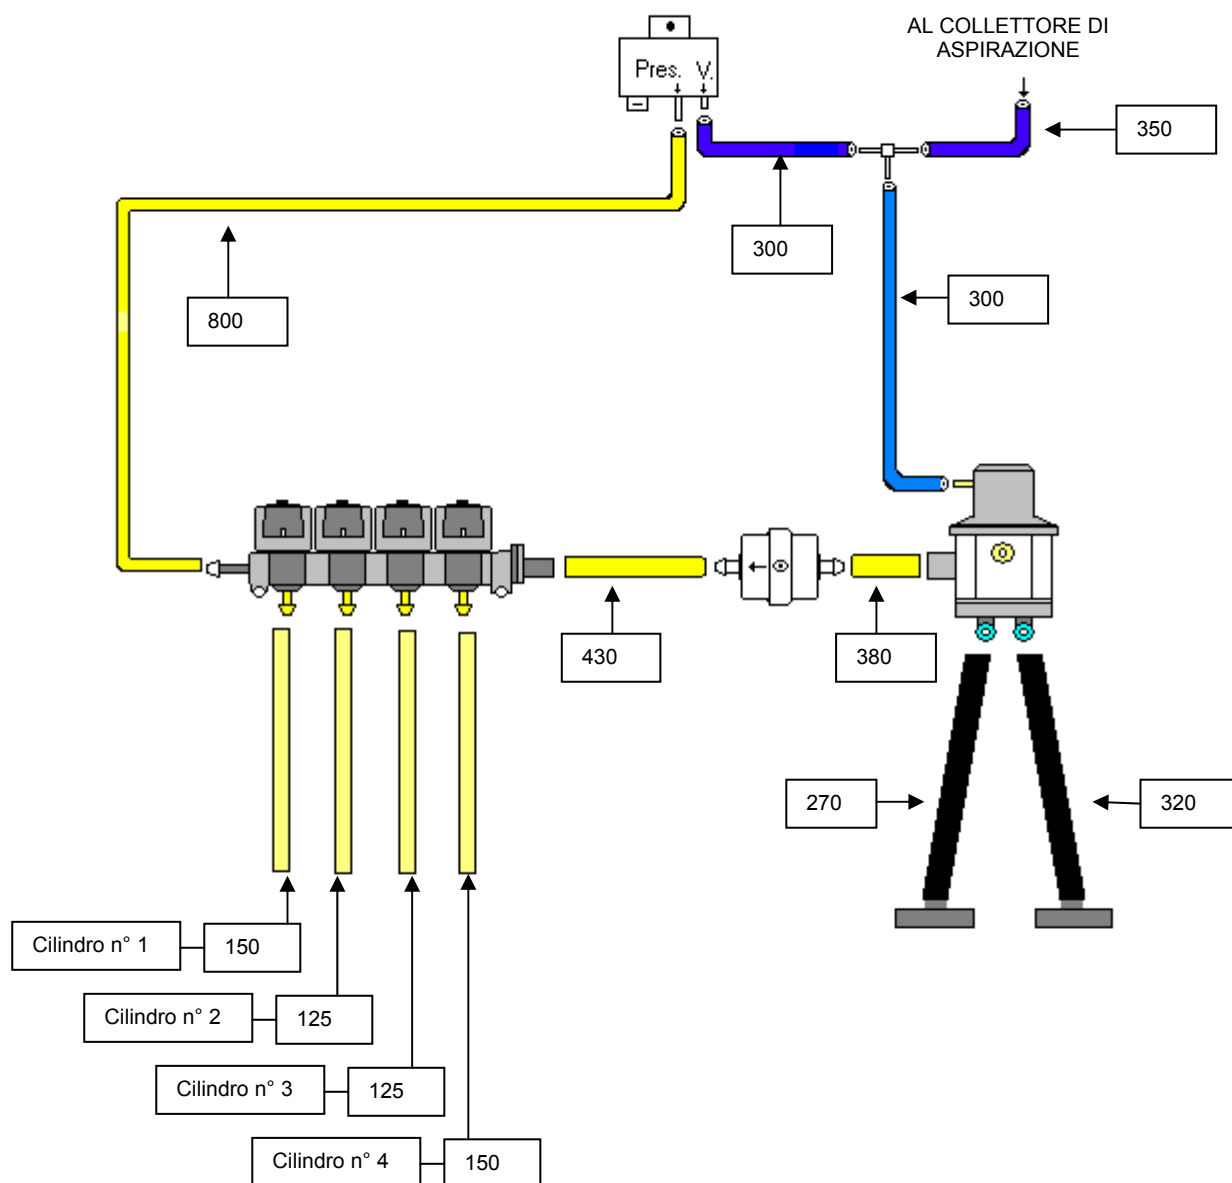 AL COLLETTORE DI
ASPIRAZIONE
Pres. V.
350
300
300
800
430
380
270
320
Cilindro n° 1
150
Cilindro n° 2
125
Cilindro n° 3
125
Cilindro n° 4
150